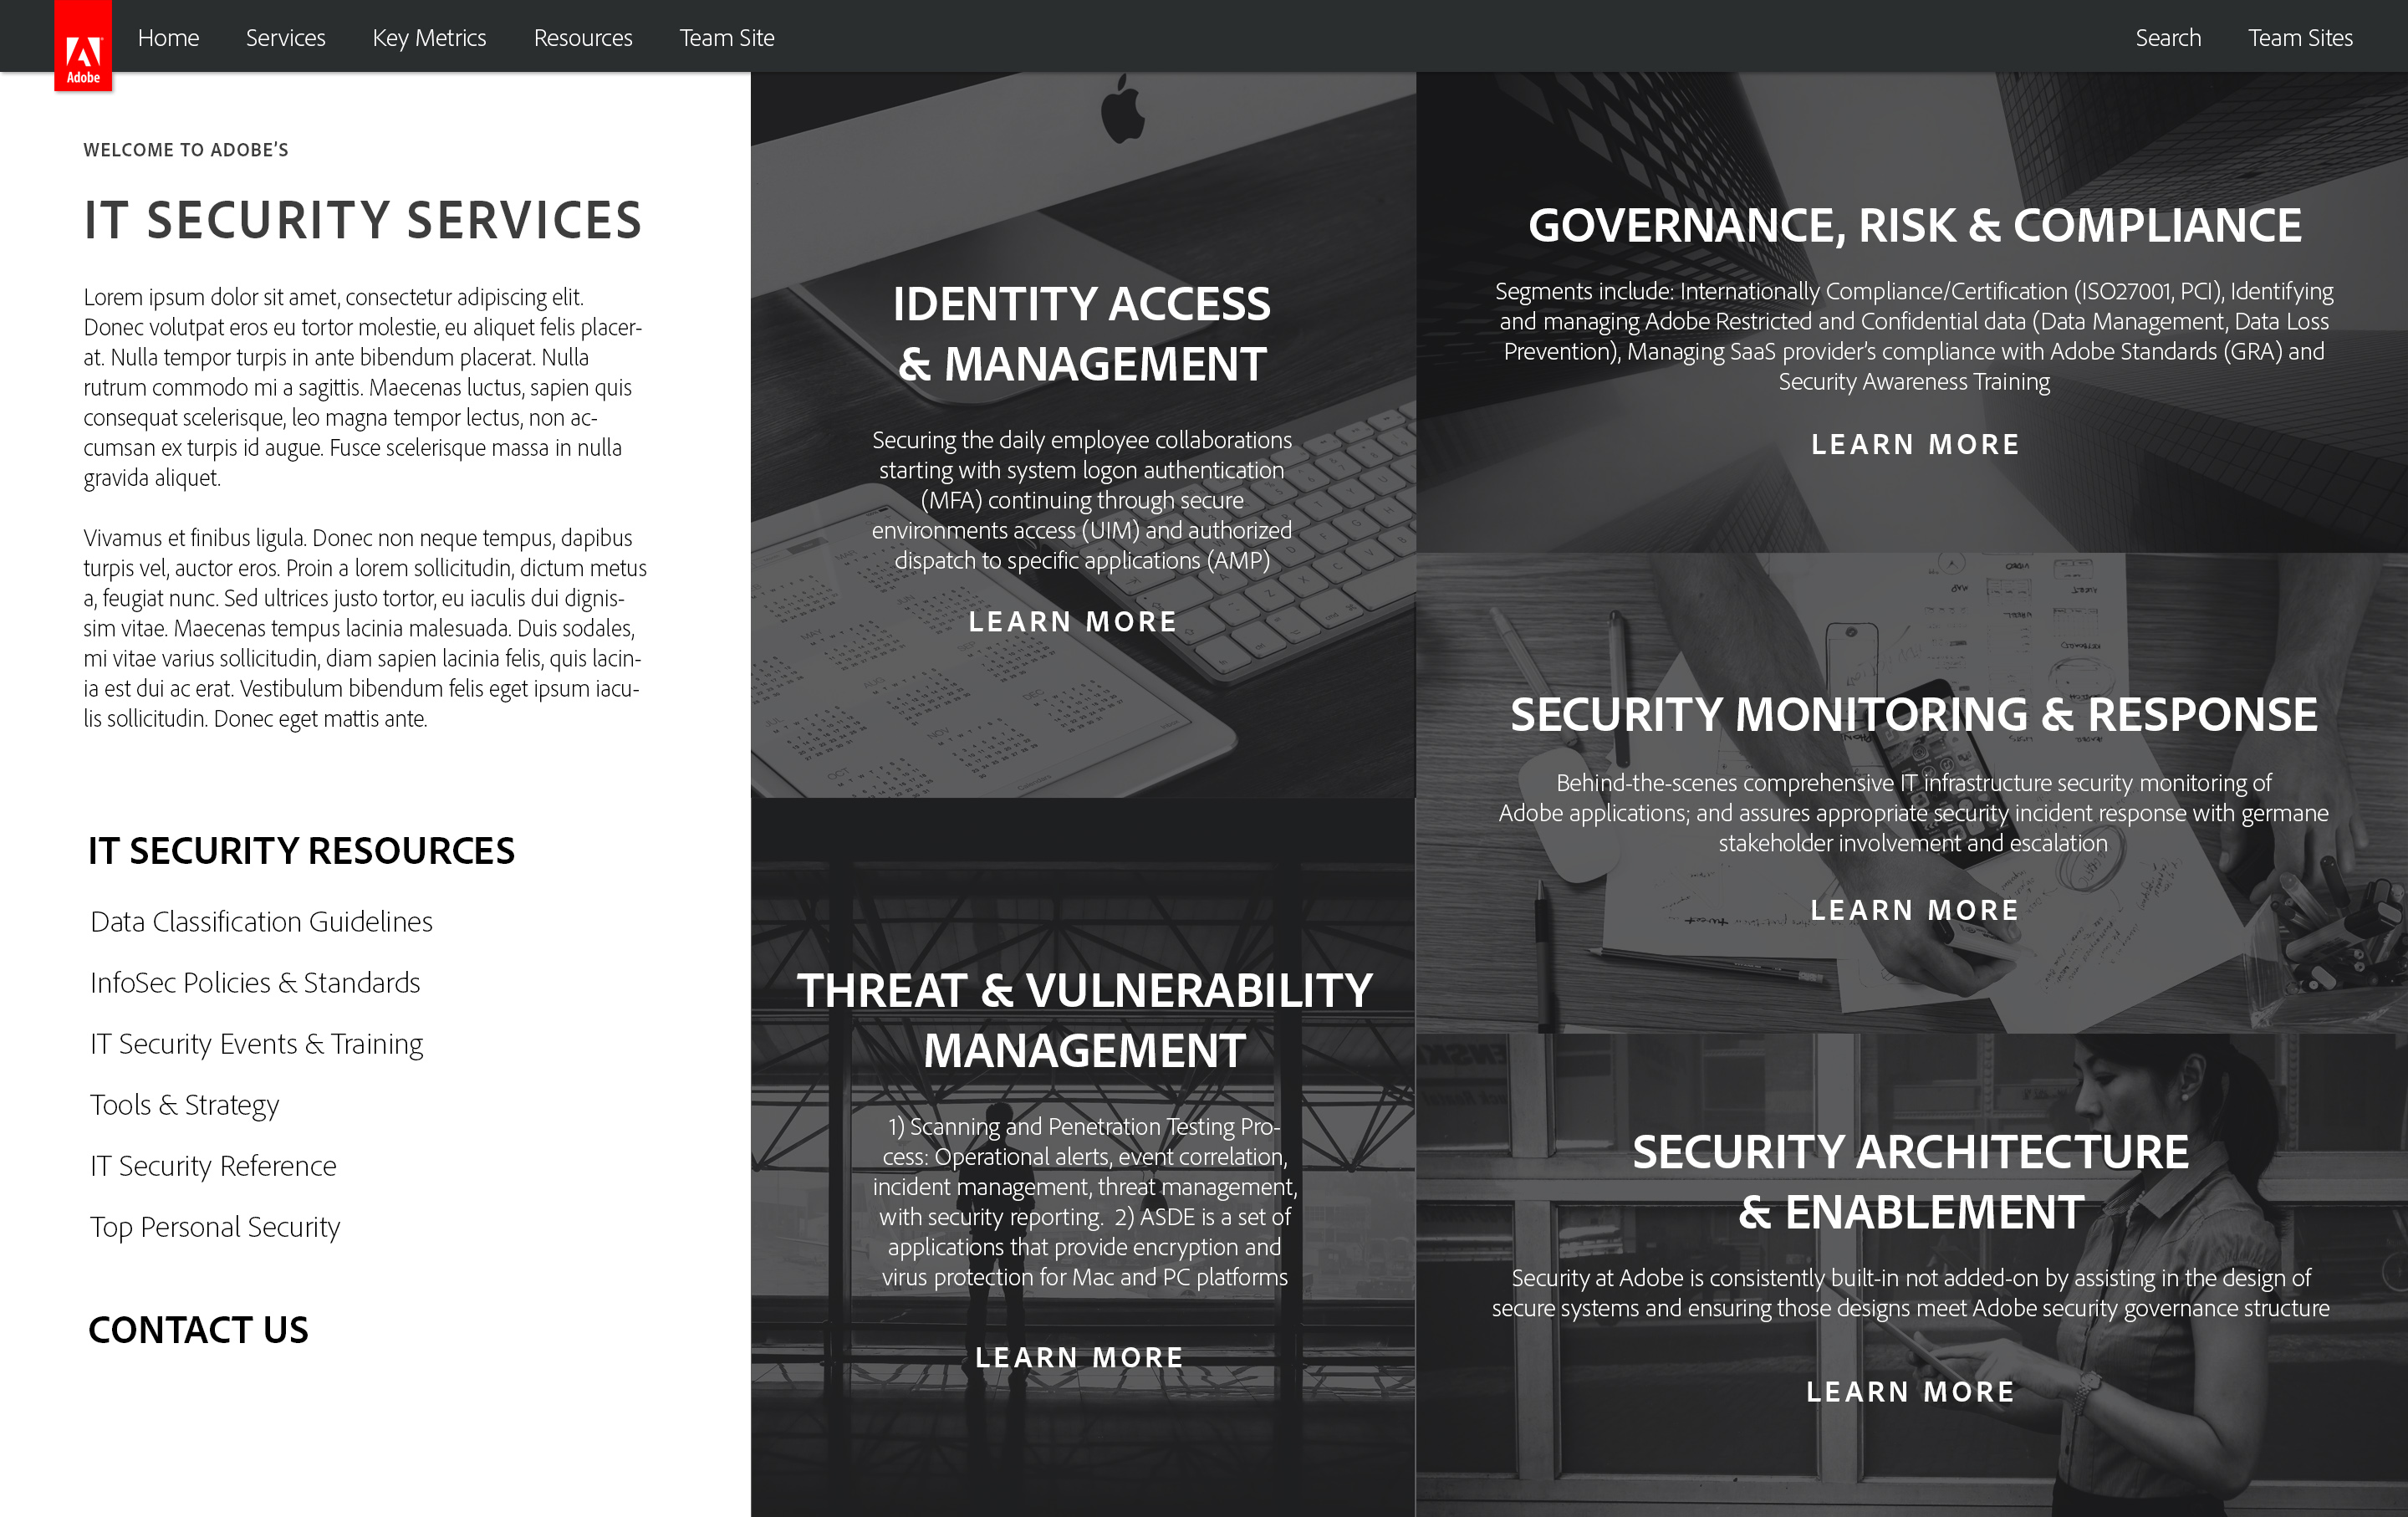 Adobe
Home
Services
Key Metrics
Resources
Team Site
Search
Team Sites
WELCOME TO ADOBE'S
IT SECURITY SERVICES
Lorem ipsum dolor sit amet, consectetur adipiscing elit.
Donec volutpat eros eu tortor molestie, eu aliquet felis placer-
at. Nulla tempor turpis in ante bibendum placerat. Nulla
rutrum commodo mi a sagittis. Maecenas luctus, sapien quis
consequat scelerisque, leo magna tempor lectus, non ac-
cumsan ex turpis id augue. Fusce scelerisque massa in nulla
gravida aliquet.
Vivamus et finibus ligula. Donec non neque tempus, dapibus
turpis vel, auctor eros. Proin a lorem sollicitudin, dictum metus
a, feugiat nunc. Sed ultrices justo tortor, eu iaculis dui dignis-
sim vitae. Maecenas tempus lacinia malesuada. Duis sodales,
mi vitae varius sollicitudin, diam sapien lacinia felis, quis lacin-
ia est dui ac erat. Vestibulum bibendum felis eget ipsum iacu-
lis sollicitudin. Donec eget mattis ante.
IT SECURITY RESOURCES
Data Classification Guidelines
InfoSec Policies & Standards
IT Security Events & Training
Tools & Strategy
IT Security Reference
Top Personal Security
CONTACT US
IDENTITY ACCESS
& MANAGEMENT
Securing the daily employee collaborations
starting with system logon authentication
(MFA) continuing through secure
environments access (UIM) and authorized
dispatch to specific applications (AMP)
LEARN MORE
THREAT & VULNERABILITY
MANAGEMENT
1) Scanning and Penetration Testing Pro-
cess: Operational alerts, event correlation,
incident management, threat management,
with security reporting.  2) ASDE is a set of
applications that provide encryption and
virus protection for Mac and PC platforms
LEARN MORE
GOVERNANCE, RISK & COMPLIANCE
Segments include: Internationally Compliance/Certification (ISO27001, PCI), Identifying
and managing Adobe Restricted and Confidential data (Data Management, Data Loss
Prevention), Managing SaaS provider's compliance with Adobe Standards (GRA) and
Security Awareness Training
LEARN MORE
SECURITY MONITORING & RESPONSE
Behind-the-scenes comprehensive IT infrastructure security monitoring of
Adobe applications; and assures appropriate security incident response with germane
stakeholder involvement and escalation
LEARN MORE
SECURITY ARCHITECTURE
& ENABLEMENT
Security at Adobe is consistently built-in not added-on by assisting in the design of
secure systems and ensuring those designs meet Adobe security governance structure
LEARN MORE